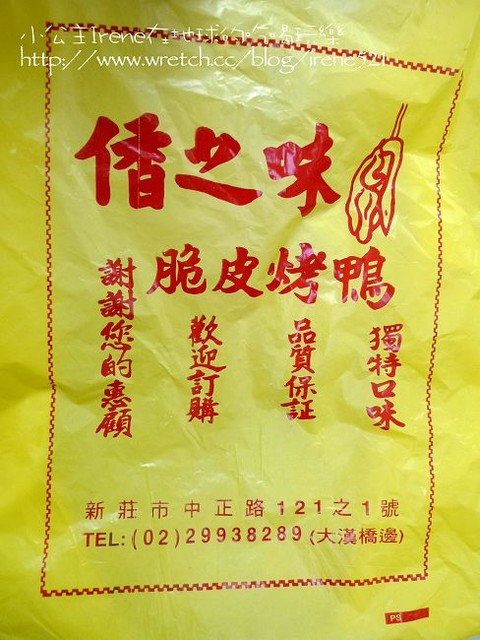 小公主Irene在地球的吃喝玩樂
http://www.wretch.cc/blog/irene521
偕之味
脆皮烤鴨
獨特口味
品質保証
歡迎訂購
謝謝您的惠顧
新莊市中正路121之1號
TEL:(02)29938289(大漢橋邊)
PS